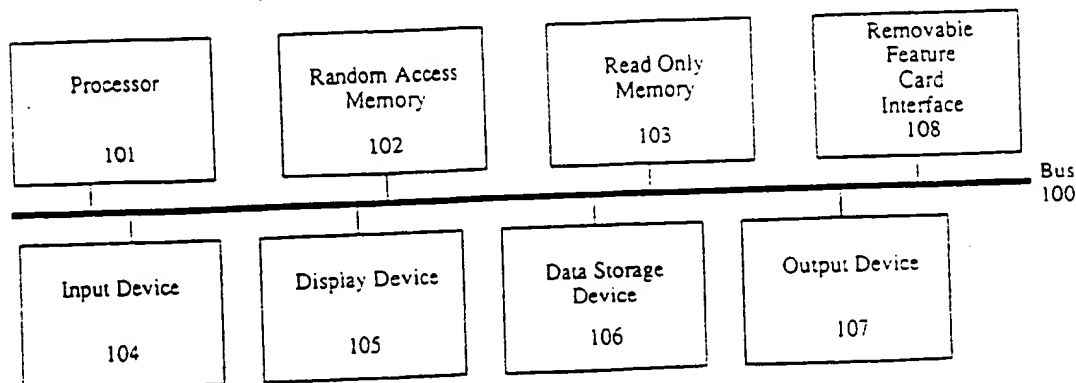 Processor
101
Random Access
Memory
102
Read Only
Memory
103
Removable
Feature
Card
Interface
108
Bus
100
Input Device
104
Display Device
105
Data Storage
Device
106
Output Device
107